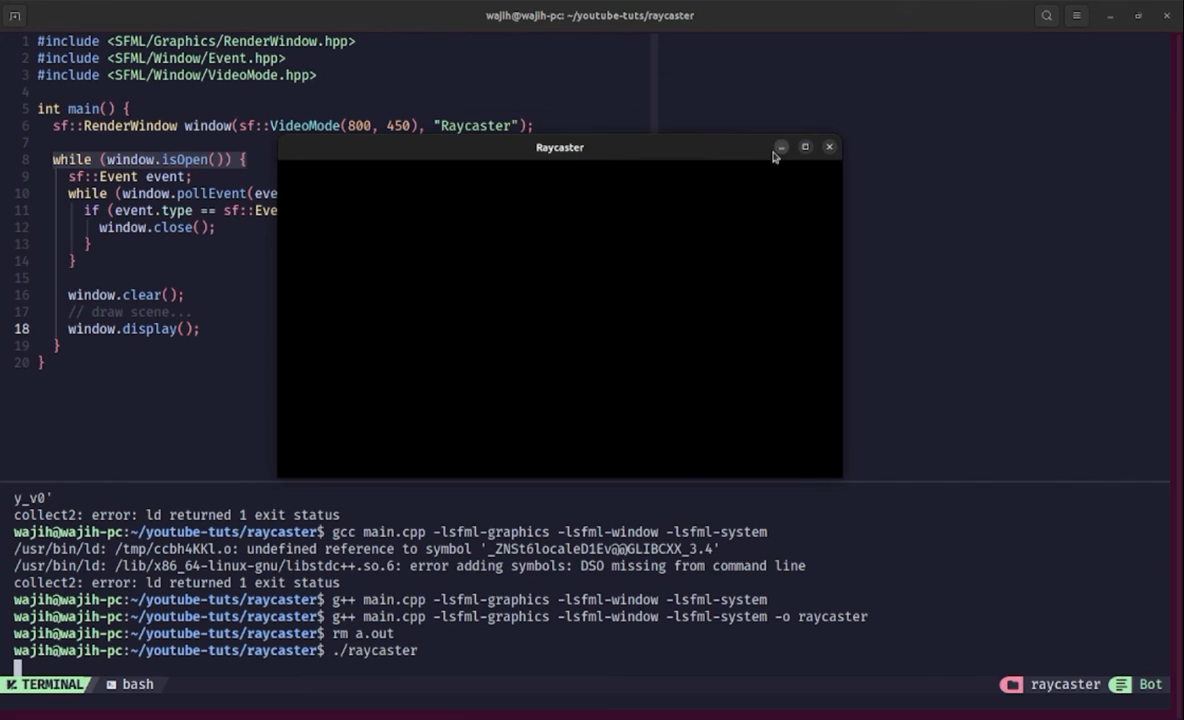 wajih@wajih-pc: ~/youtube-tuts/raycaster
1 #include <SFML/Graphics/RenderWindow.hpp>
2 #include <SFML/Window/Event.hpp>
3 #include <SFML/Window/VideoMode.hpp>
4
5 int main() {
6 sf::RenderWindow window(sf::VideoMode(800, 450), "Raycaster");
7
8 while (window.isOpen()) {
9 sf::Event event;
10 while (window.pollEvent(eve
11 if (event.type == sf::Eve
12 window.close();
13 }
14 }
15
16 window.clear();
17 // draw scene...
18 window.display();
19 }
20 }
Raycaster
y_v0'
collect2: error: ld returned 1 exit status
wajih@wajih-pc:~/youtube-tuts/raycaster$ gcc main.cpp -lsfml-graphics -lsfml-window -lsfml-system
/usr/bin/ld: /tmp/ccbh4KKl.o: undefined reference to symbol '_ZNSt6localeD1Ev@@GLIBCXX_3.4'
/usr/bin/ld: /lib/x86_64-linux-gnu/libstdc++.so.6: error adding symbols: DSO missing from command line
collect2: error: ld returned 1 exit status
wajih@wajih-pc:~/youtube-tuts/raycaster$ g++ main.cpp -lsfml-graphics -lsfml-window -lsfml-system
wajih@wajih-pc:~/youtube-tuts/raycaster$ g++ main.cpp -lsfml-graphics -lsfml-window -lsfml-system -o raycaster
wajih@wajih-pc:~/youtube-tuts/raycaster$ rm a.out
wajih@wajih-pc:~/youtube-tuts/raycaster$ ./raycaster
TERMINAL bash raycaster Bot